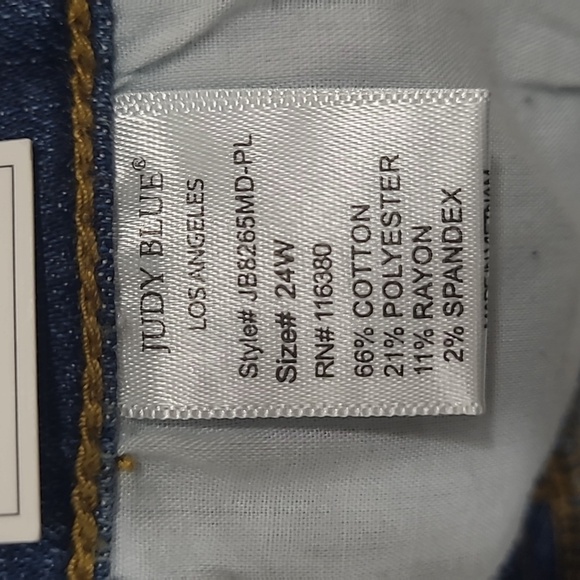 JUDY BLUE®
LOS ANGELES
Style# JB8265MD-PL
Size# 24W
RN# 116380
66% COTTON
21% POLYESTER
11% RAYON
2% SPANDEX